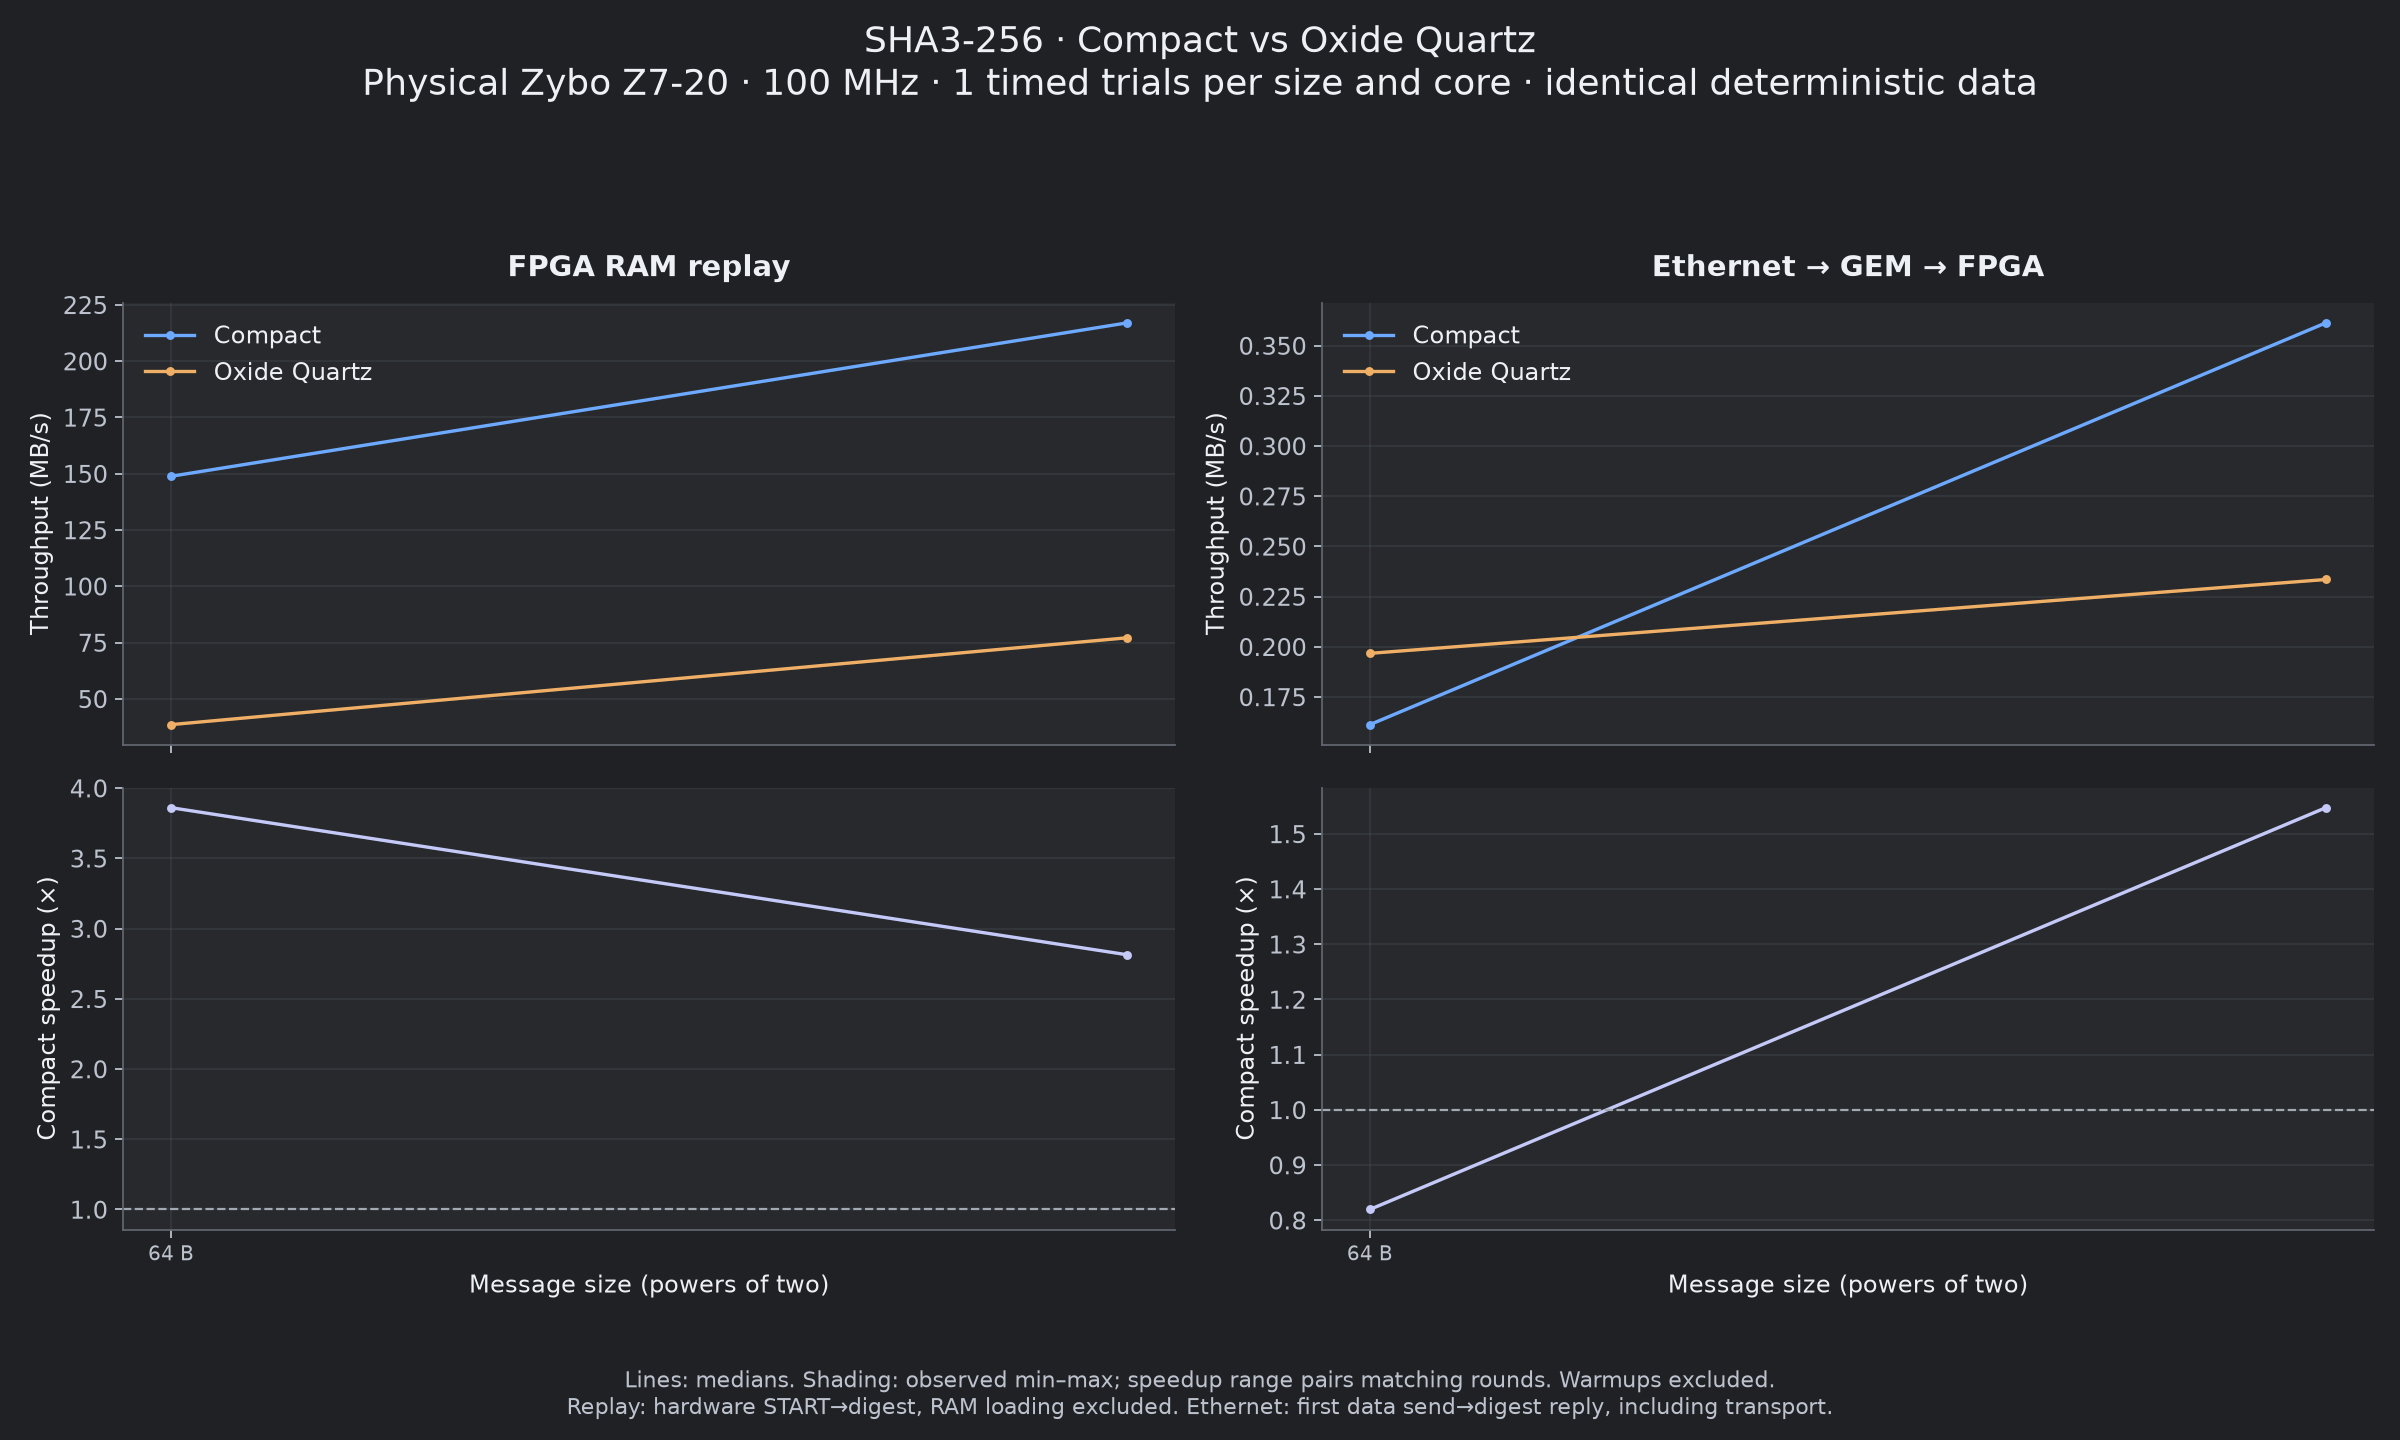 SHA3-256 · Compact vs Oxide Quartz
Physical Zybo Z7-20 · 100 MHz · 1 timed trials per size and core · identical deterministic data
FPGA RAM replay
225
200
175
150
125
100
75
50
Throughput (MB/s)
Compact
Oxide Quartz
Ethernet → GEM → FPGA
0.350
0.325
0.300
0.275
0.250
0.225
0.200
0.175
Throughput (MB/s)
Compact
Oxide Quartz
4.0
3.5
3.0
2.5
2.0
1.5
1.0
Compact speedup (×)
64 B
Message size (powers of two)
1.5
1.4
1.3
1.2
1.1
1.0
0.9
0.8
Compact speedup (×)
64 B
Message size (powers of two)
Lines: medians. Shading: observed min–max; speedup range pairs matching rounds. Warmups excluded.
Replay: hardware START→digest, RAM loading excluded. Ethernet: first data send→digest reply, including transport.